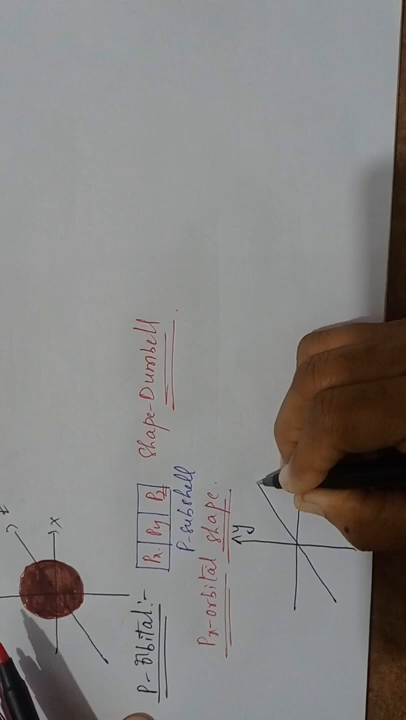 z
x
P-orbital:- Px Py Pz Shape-Dumbell.
P-subshell
Px-orbital shape.
y